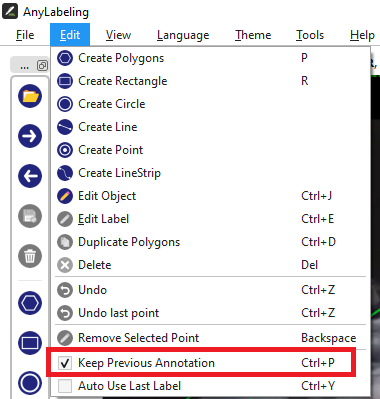 AnyLabeling
File Edit View Language Theme Tools Help
...
Create Polygons P
Create Rectangle R
Create Circle
Create Line
Create Point
Create LineStrip
Edit Object Ctrl+J
Edit Label Ctrl+E
Duplicate Polygons Ctrl+D
Delete Del
Undo Ctrl+Z
Undo last point Ctrl+Z
Remove Selected Point Backspace
Keep Previous Annotation Ctrl+P
Auto Use Last Label Ctrl+Y